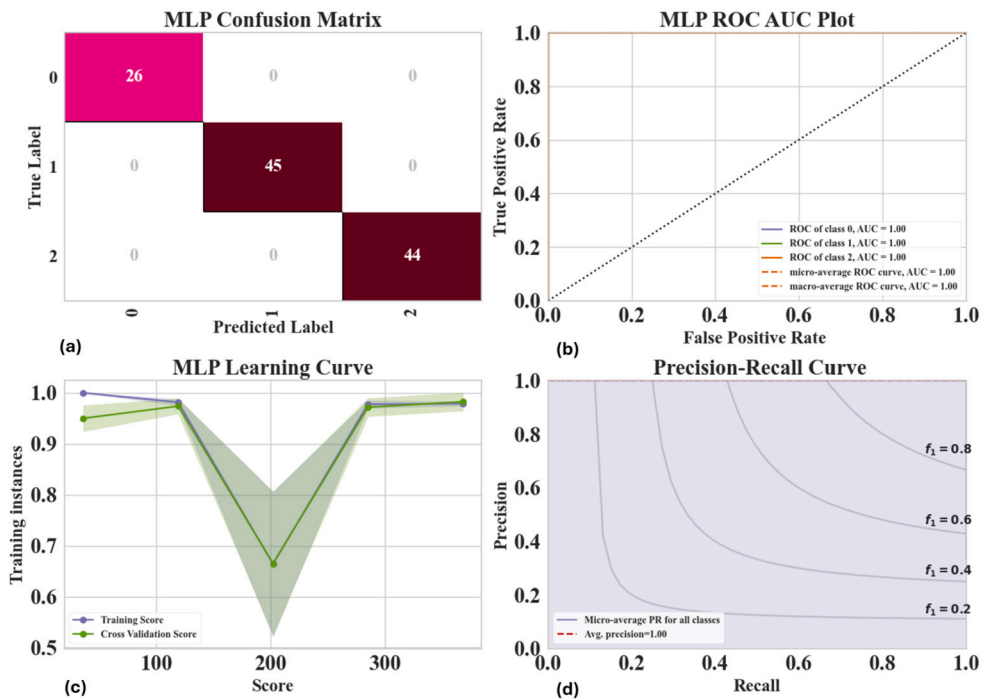 MLP Confusion Matrix
True Label
0
1
2
26 0 0
0 45 0
0 0 44
0 1 2
Predicted Label
(a)
MLP ROC AUC Plot
True Positive Rate
1.0
0.8
0.6
0.4
0.2
0.0
ROC of class 0, AUC = 1.00
ROC of class 1, AUC = 1.00
ROC of class 2, AUC = 1.00
micro-average ROC curve, AUC = 1.00
macro-average ROC curve, AUC = 1.00
0.0 0.2 0.4 0.6 0.8 1.0
False Positive Rate
(b)
MLP Learning Curve
Training instances
1.0
0.9
0.8
0.7
0.6
0.5
Training Score
Cross Validation Score
100 200 300
Score
(c)
Precision-Recall Curve
Precision
1.0
0.8
0.6
0.4
0.2
0.0
f₁ = 0.8
f₁ = 0.6
f₁ = 0.4
f₁ = 0.2
Micro-average PR for all classes
Avg. precision=1.00
0.0 0.2 0.4 0.6 0.8 1.0
Recall
(d)